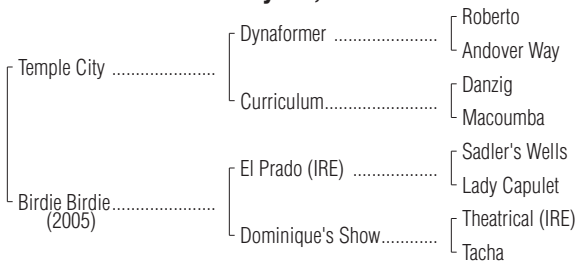 Roberto
Dynaformer ....................
Andover Way
Temple City ....................
Danzig
Curriculum......................
Macoumba
Sadler's Wells
El Prado (IRE) .................
Lady Capulet
Birdie Birdie....................
(2005)
Theatrical (IRE)
Dominique's Show............
Tacha